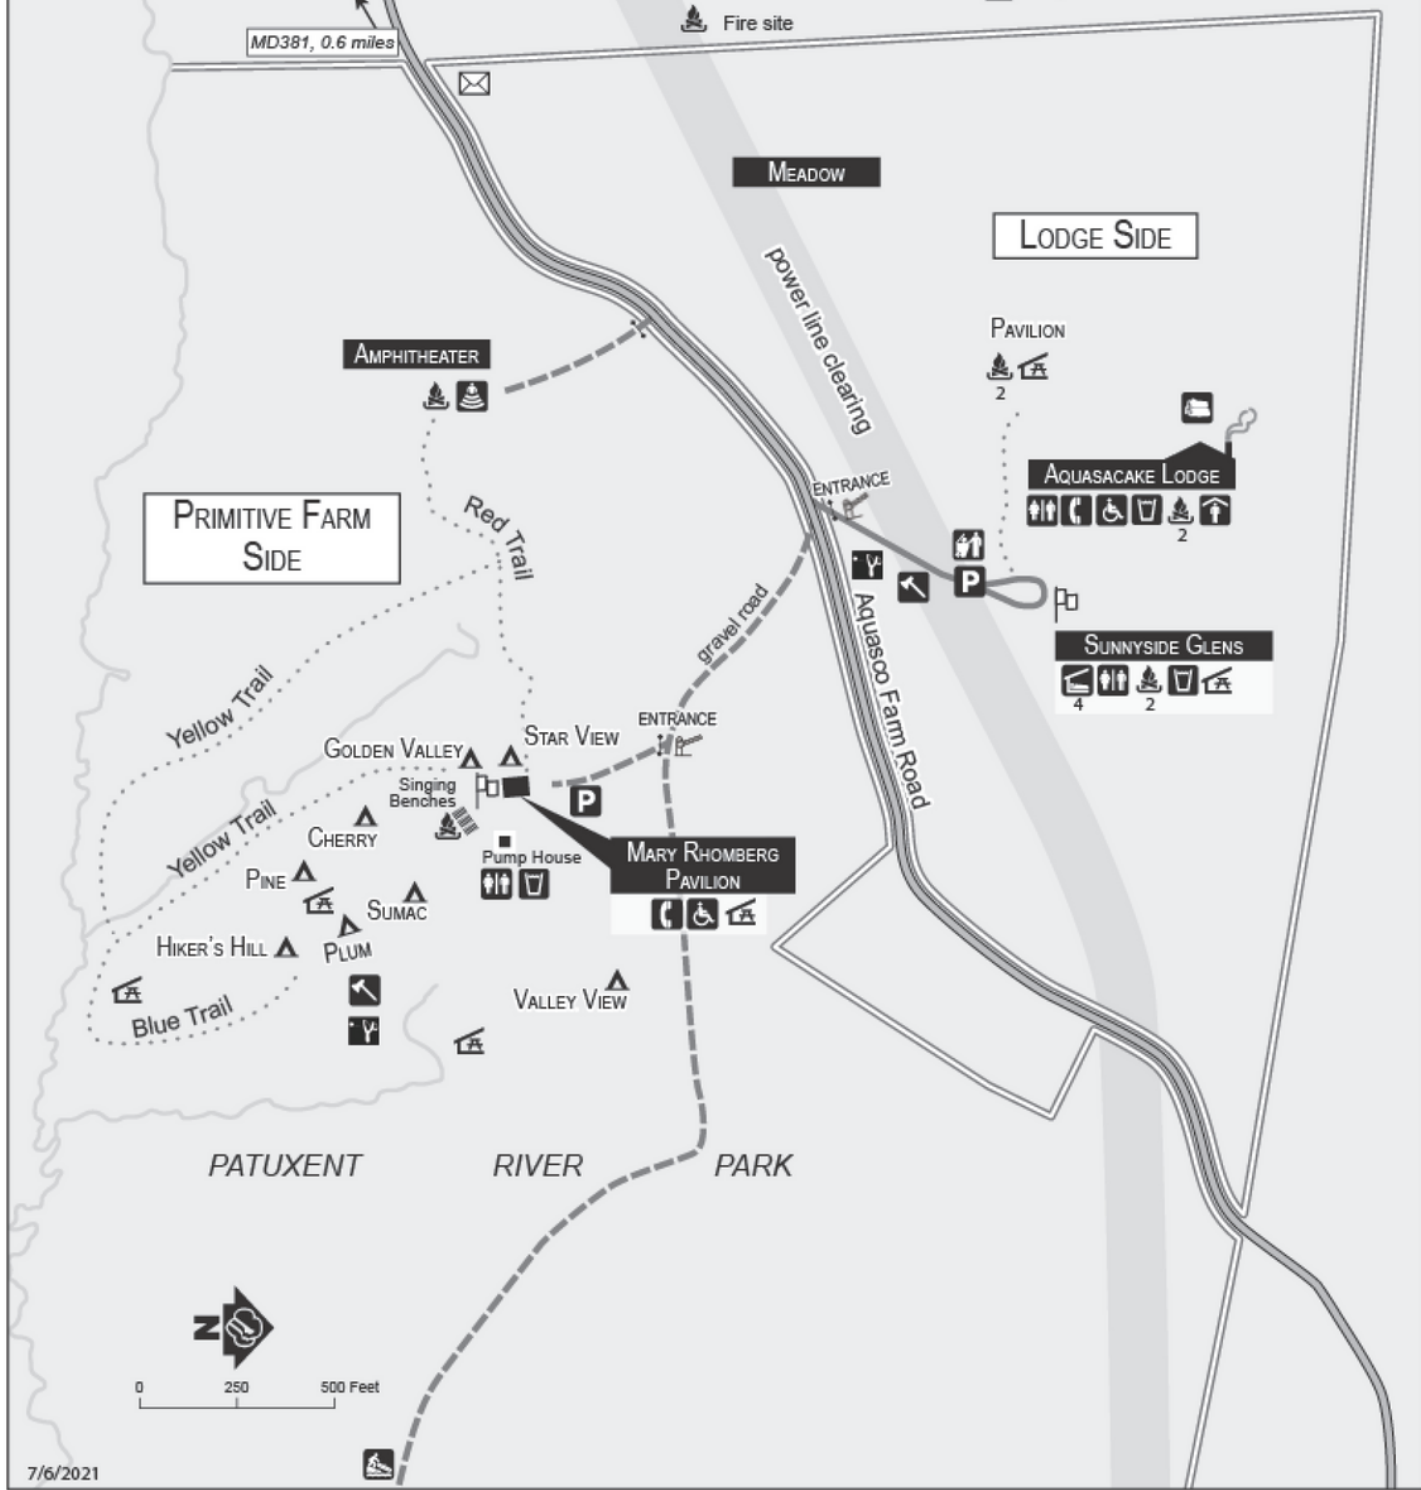 MD381, 0.6 miles
Fire site
MEADOW
LODGE SIDE
power line clearing
PAVILION
2
AMPHITHEATER
AQUASACAKE LODGE
2
ENTRANCE
PRIMITIVE FARM
SIDE
Red Trail
P
gravel road
Aquasco Farm Road
SUNNYSIDE GLENS
4
2
Yellow Trail
ENTRANCE
STAR VIEW
GOLDEN VALLEY
Singing
Benches
P
Yellow Trail
CHERRY
Pump House
MARY RHOMBERG
PAVILION
PINE
SUMAC
HIKER'S HILL
PLUM
VALLEY VIEW
Blue Trail
PATUXENT RIVER PARK
N
0 250 500 Feet
7/6/2021